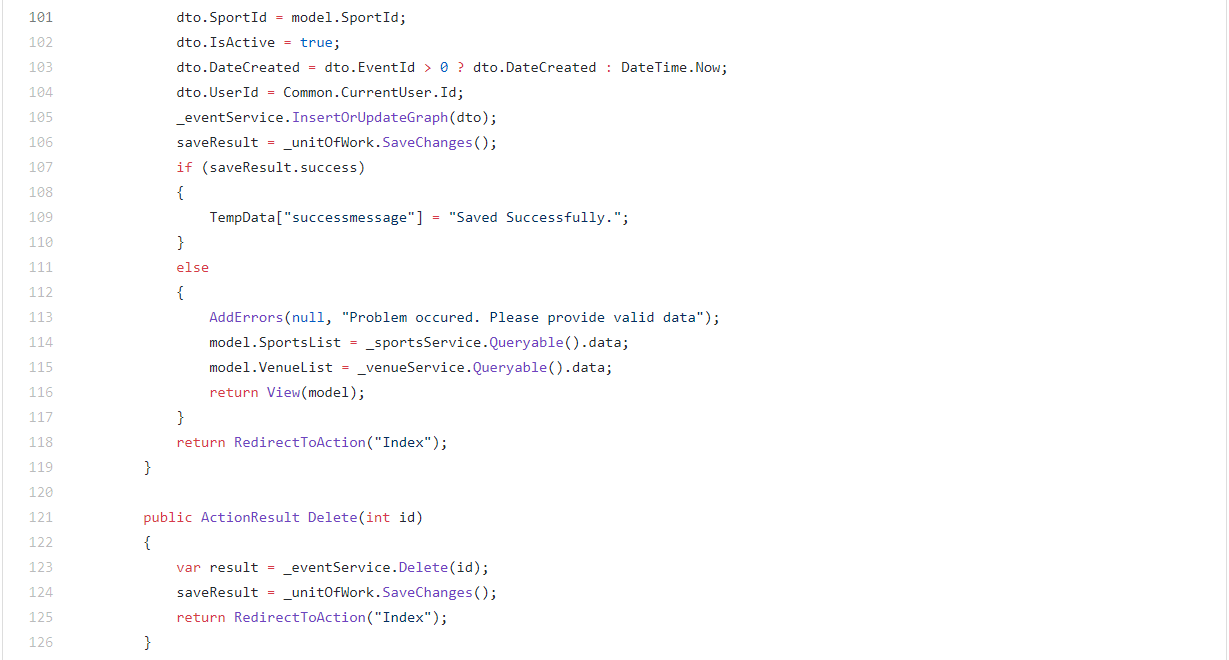 101 dto.SportId = model.SportId;
102 dto.IsActive = true;
103 dto.DateCreated = dto.EventId > 0 ? dto.DateCreated : DateTime.Now;
104 dto.UserId = Common.CurrentUser.Id;
105 _eventService.InsertOrUpdateGraph(dto);
106 saveResult = _unitOfWork.SaveChanges();
107 if (saveResult.success)
108 {
109 TempData["successmessage"] = "Saved Successfully.";
110 }
111 else
112 {
113 AddErrors(null, "Problem occured. Please provide valid data");
114 model.SportsList = _sportsService.Queryable().data;
115 model.VenueList = _venueService.Queryable().data;
116 return View(model);
117 }
118 return RedirectToAction("Index");
119 }
120
121 public ActionResult Delete(int id)
122 {
123 var result = _eventService.Delete(id);
124 saveResult = _unitOfWork.SaveChanges();
125 return RedirectToAction("Index");
126 }